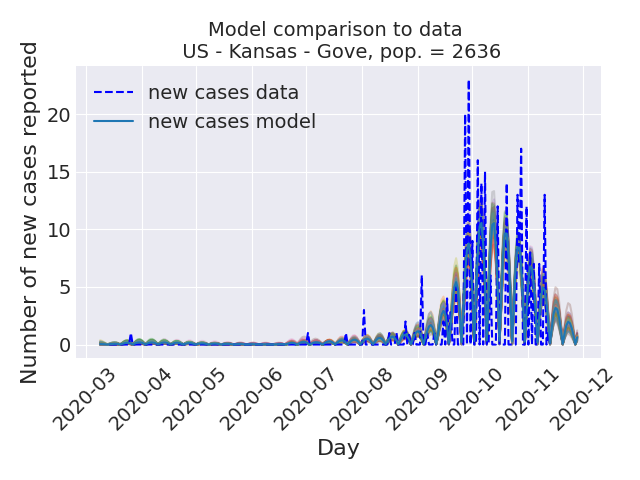 Model comparison to data
US - Kansas - Gove, pop. = 2636
Number of new cases reported
new cases data
new cases model
20
15
10
5
0
2020-03
2020-04
2020-05
2020-06
2020-07
2020-08
2020-09
2020-10
2020-11
2020-12
Day